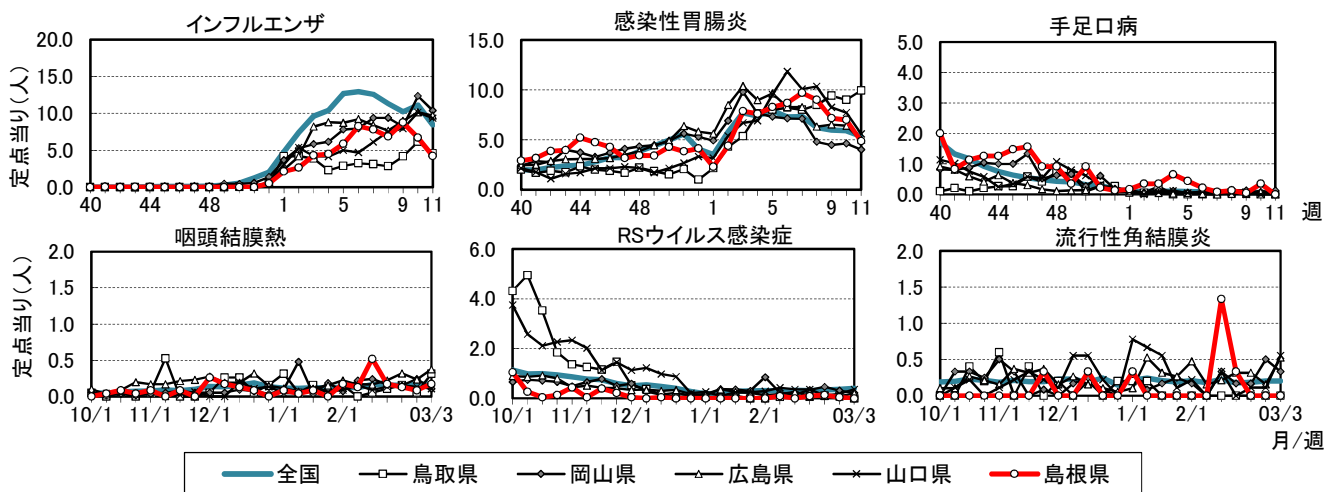 インフルエンザ
20.0
15.0
10.0
5.0
0.0
40 44 48 1 5 9 11
定点当り(人)
感染性胃腸炎
15.0
10.0
5.0
0.0
40 44 48 1 5 9 11
手足口病
5.0
4.0
3.0
2.0
1.0
0.0
40 44 48 1 5 9 11 週
咽頭結膜熱
2.0
1.5
1.0
0.5
0.0
10/1 11/1 12/1 1/1 2/1 03/3
定点当り(人)
RSウイルス感染症
6.0
4.0
2.0
0.0
10/1 11/1 12/1 1/1 2/1 03/3
流行性角結膜炎
2.0
1.5
1.0
0.5
0.0
10/1 11/1 12/1 1/1 2/1 03/3
月/週
全国 鳥取県 岡山県 広島県 山口県 島根県